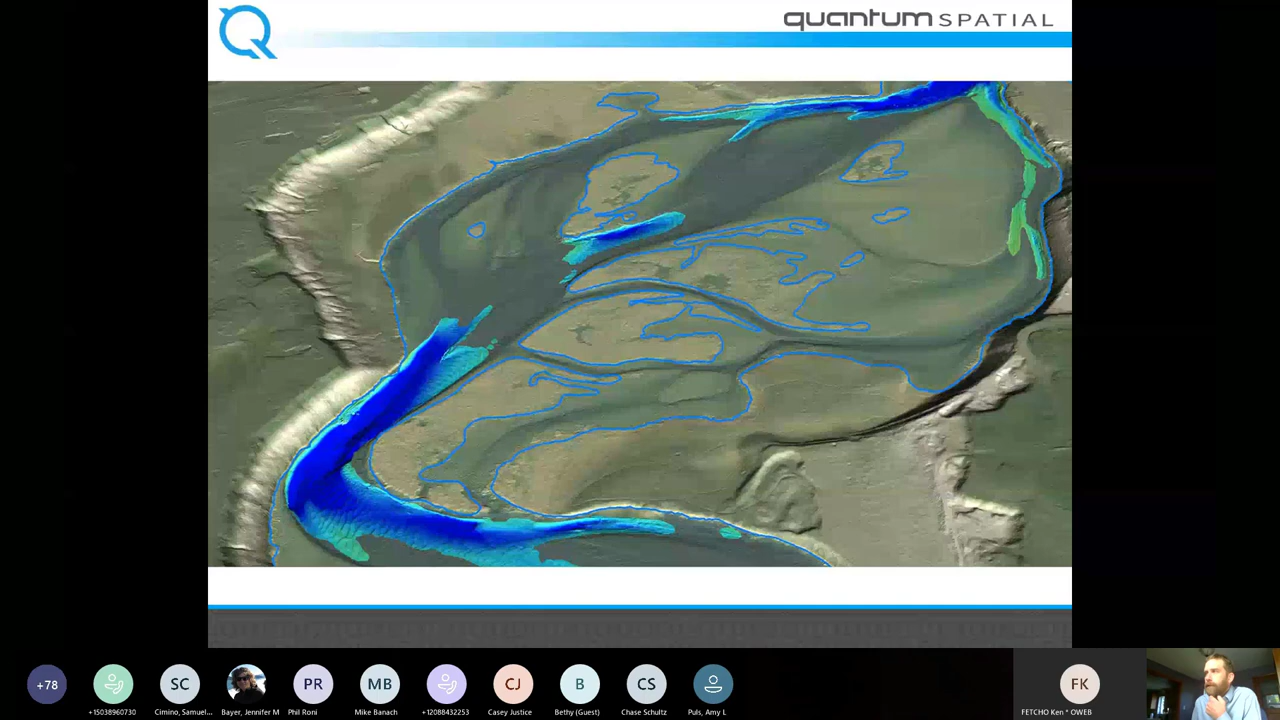 quantum SPATIAL
+78
SC
PR
MB
CJ
B
CS
FK
+15038960730
Cimino, Samuel...
Bayer, Jennifer M
Phil Roni
Mike Banach
+12088432253
Casey Justice
Bethy (Guest)
Chase Schultz
Puls, Amy L
FETCHO Ken * OWEB